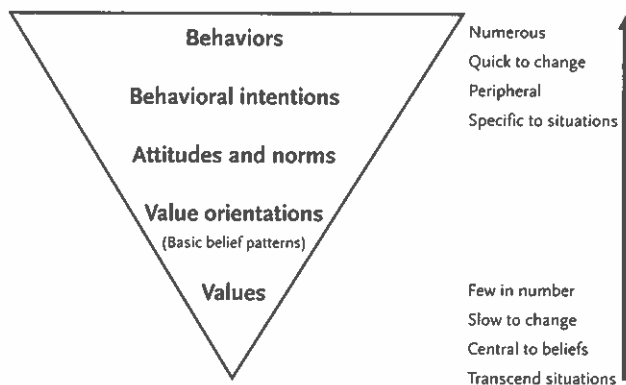 Behaviors
Behavioral intentions
Attitudes and norms
Value orientations
(Basic belief patterns)
Values
Numerous
Quick to change
Peripheral
Specific to situations
Few in number
Slow to change
Central to beliefs
Transcend situations